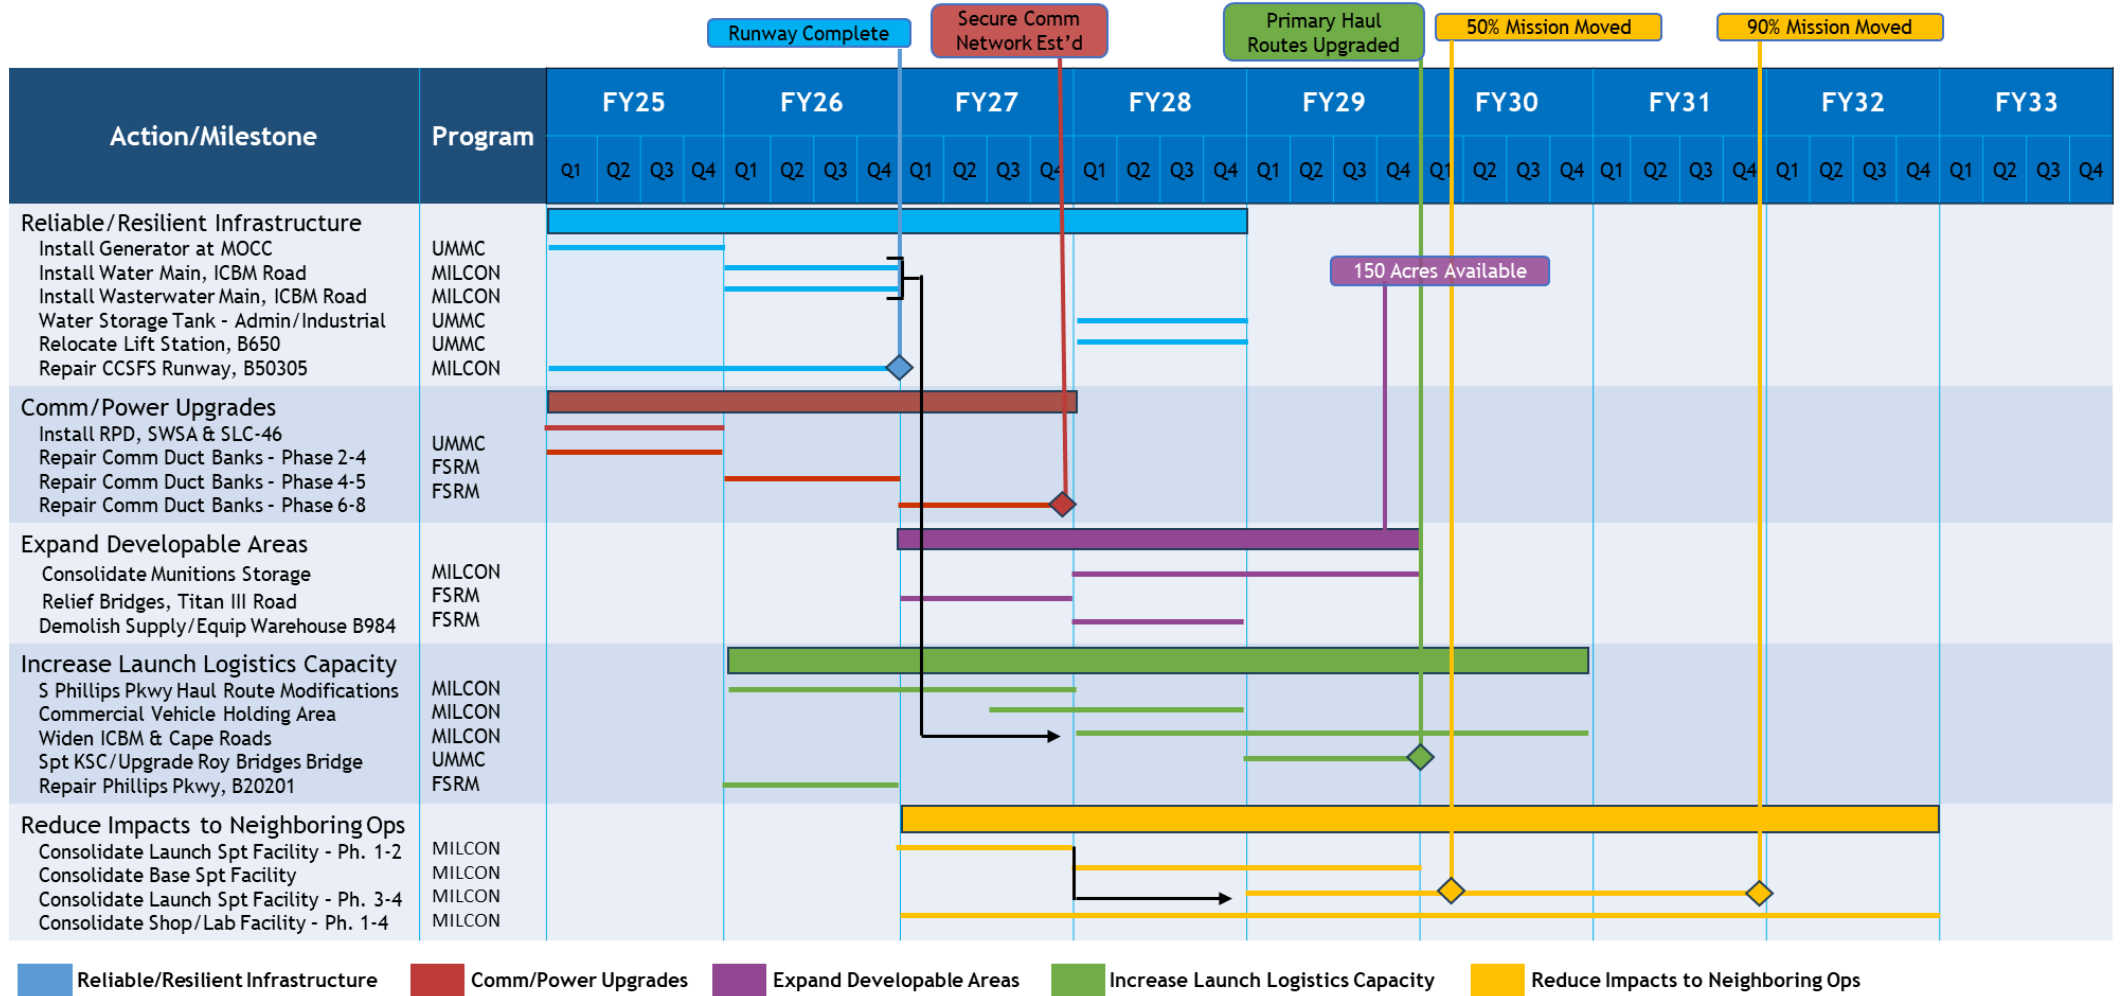 Runway Complete
Secure Comm
Network Est’d
Primary Haul
Routes Upgraded
50% Mission Moved
90% Mission Moved
Action/Milestone Program FY25 FY26 FY27 FY28 FY29 FY30 FY31 FY32 FY33
Q1 Q2 Q3 Q4 Q1 Q2 Q3 Q4 Q1 Q2 Q3 Q4 Q1 Q2 Q3 Q4 Q1 Q2 Q3 Q4 Q1 Q2 Q3 Q4 Q1 Q2 Q3 Q4 Q1 Q2 Q3 Q4 Q1 Q2 Q3 Q4
Reliable/Resilient Infrastructure
Install Generator at MOCC UMMC
Install Water Main, ICBM Road MILCON
150 Acres Available
Install Wasterwater Main, ICBM Road MILCON
Water Storage Tank - Admin/Industrial UMMC
Relocate Lift Station, B650 UMMC
Repair CCSFS Runway, B50305 MILCON
Comm/Power Upgrades
Install RPD, SWSA & SLC-46
UMMC
Repair Comm Duct Banks - Phase 2-4
FSRM
Repair Comm Duct Banks - Phase 4-5
FSRM
Repair Comm Duct Banks - Phase 6-8
Expand Developable Areas
Consolidate Munitions Storage MILCON
Relief Bridges, Titan III Road FSRM
Demolish Supply/Equip Warehouse B984 FSRM
Increase Launch Logistics Capacity
S Phillips Pkwy Haul Route Modifications MILCON
Commercial Vehicle Holding Area MILCON
Widen ICBM & Cape Roads MILCON
Spt KSC/Upgrade Roy Bridges Bridge UMMC
Repair Phillips Pkwy, B20201 FSRM
Reduce Impacts to Neighboring Ops
Consolidate Launch Spt Facility - Ph. 1-2 MILCON
Consolidate Base Spt Facility MILCON
Consolidate Launch Spt Facility - Ph. 3-4 MILCON
Consolidate Shop/Lab Facility - Ph. 1-4 MILCON
Reliable/Resilient Infrastructure Comm/Power Upgrades Expand Developable Areas Increase Launch Logistics Capacity Reduce Impacts to Neighboring Ops